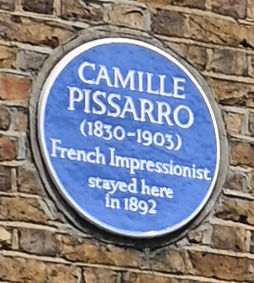 CAMILLE
PISSARRO
(1830-1903)
French Impressionist
stayed here
in 1892